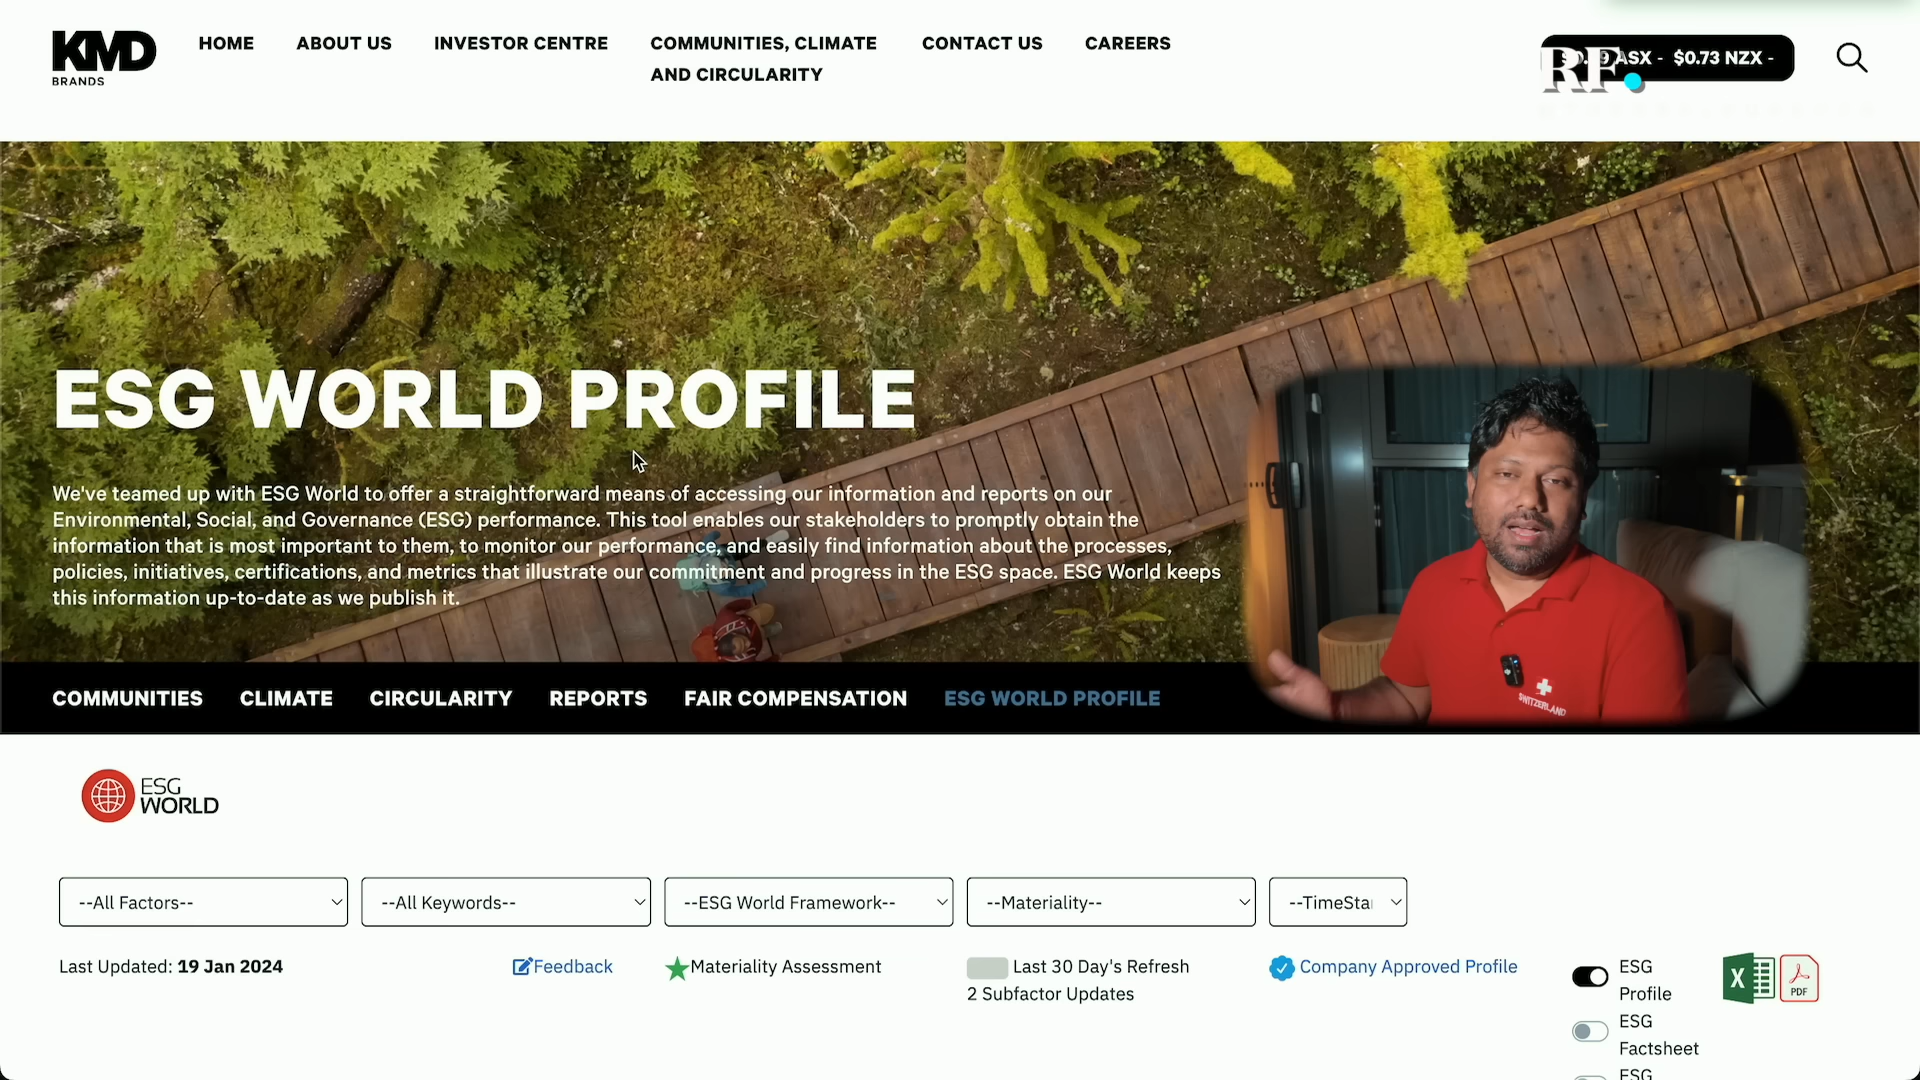 KMD
BRANDS
HOME
ABOUT US
INVESTOR CENTRE
COMMUNITIES, CLIMATE
AND CIRCULARITY
CONTACT US
CAREERS
RF.
ASX - $0.73 NZX -
ESG WORLD PROFILE
We've teamed up with ESG World to offer a straightforward means of accessing our information and reports on our
Environmental, Social, and Governance (ESG) performance. This tool enables our stakeholders to promptly obtain the
information that is most important to them, to monitor our performance, and easily find information about the processes,
policies, initiatives, certifications, and metrics that illustrate our commitment and progress in the ESG space. ESG World keeps
this information up-to-date as we publish it.
SWITZERLAND
COMMUNITIES
CLIMATE
CIRCULARITY
REPORTS
FAIR COMPENSATION
ESG WORLD PROFILE
ESG
WORLD
--All Factors--
--All Keywords--
--ESG World Framework--
--Materiality--
--TimeSta
Last Updated: 19 Jan 2024
Feedback
Materiality Assessment
Last 30 Day's Refresh
2 Subfactor Updates
Company Approved Profile
ESG
Profile
X
PDF
ESG
Factsheet
ESG